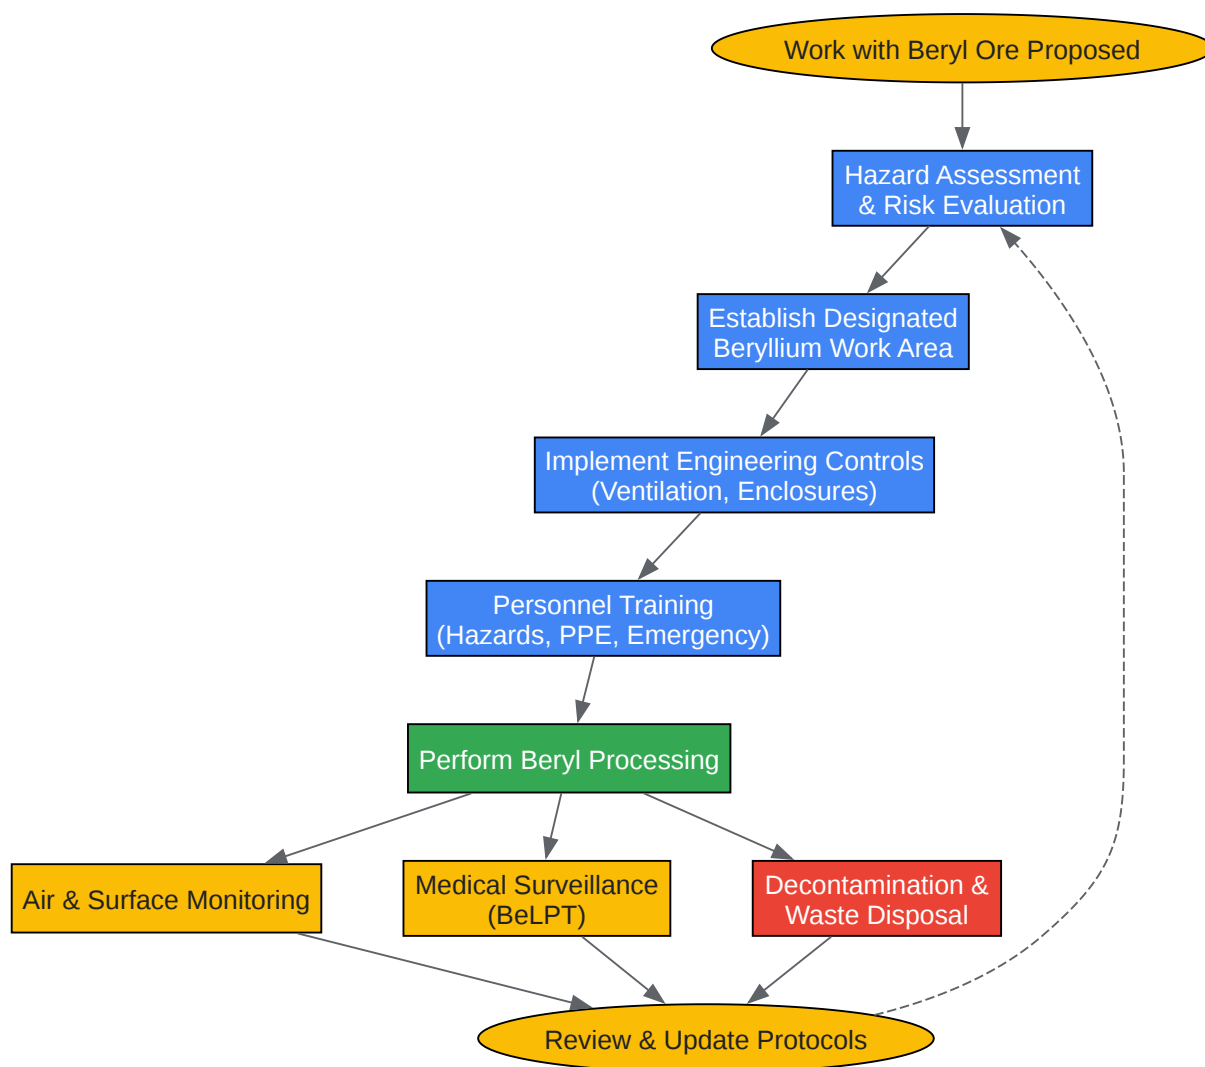 Work with Beryl Ore Proposed
Hazard Assessment
& Risk Evaluation
Establish Designated
Beryllium Work Area
Implement Engineering Controls
(Ventilation, Enclosures)
Personnel Training
(Hazards, PPE, Emergency)
Perform Beryl Processing
Air & Surface Monitoring
Medical Surveillance
(BeLPT)
Decontamination &
Waste Disposal
Review & Update Protocols